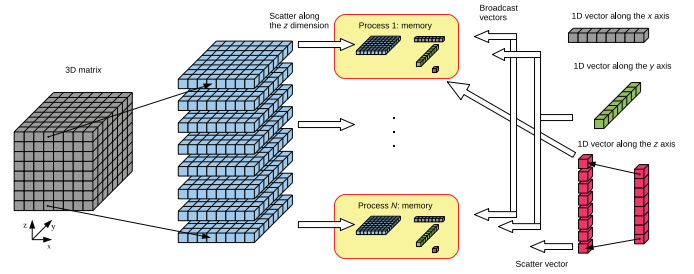 3D matrix
z
y
x
Scatter along
the z dimension
Process 1: memory
Process N: memory
Broadcast
vectors
1D vector along the x axis
1D vector along the y axis
1D vector along the z axis
Scatter vector